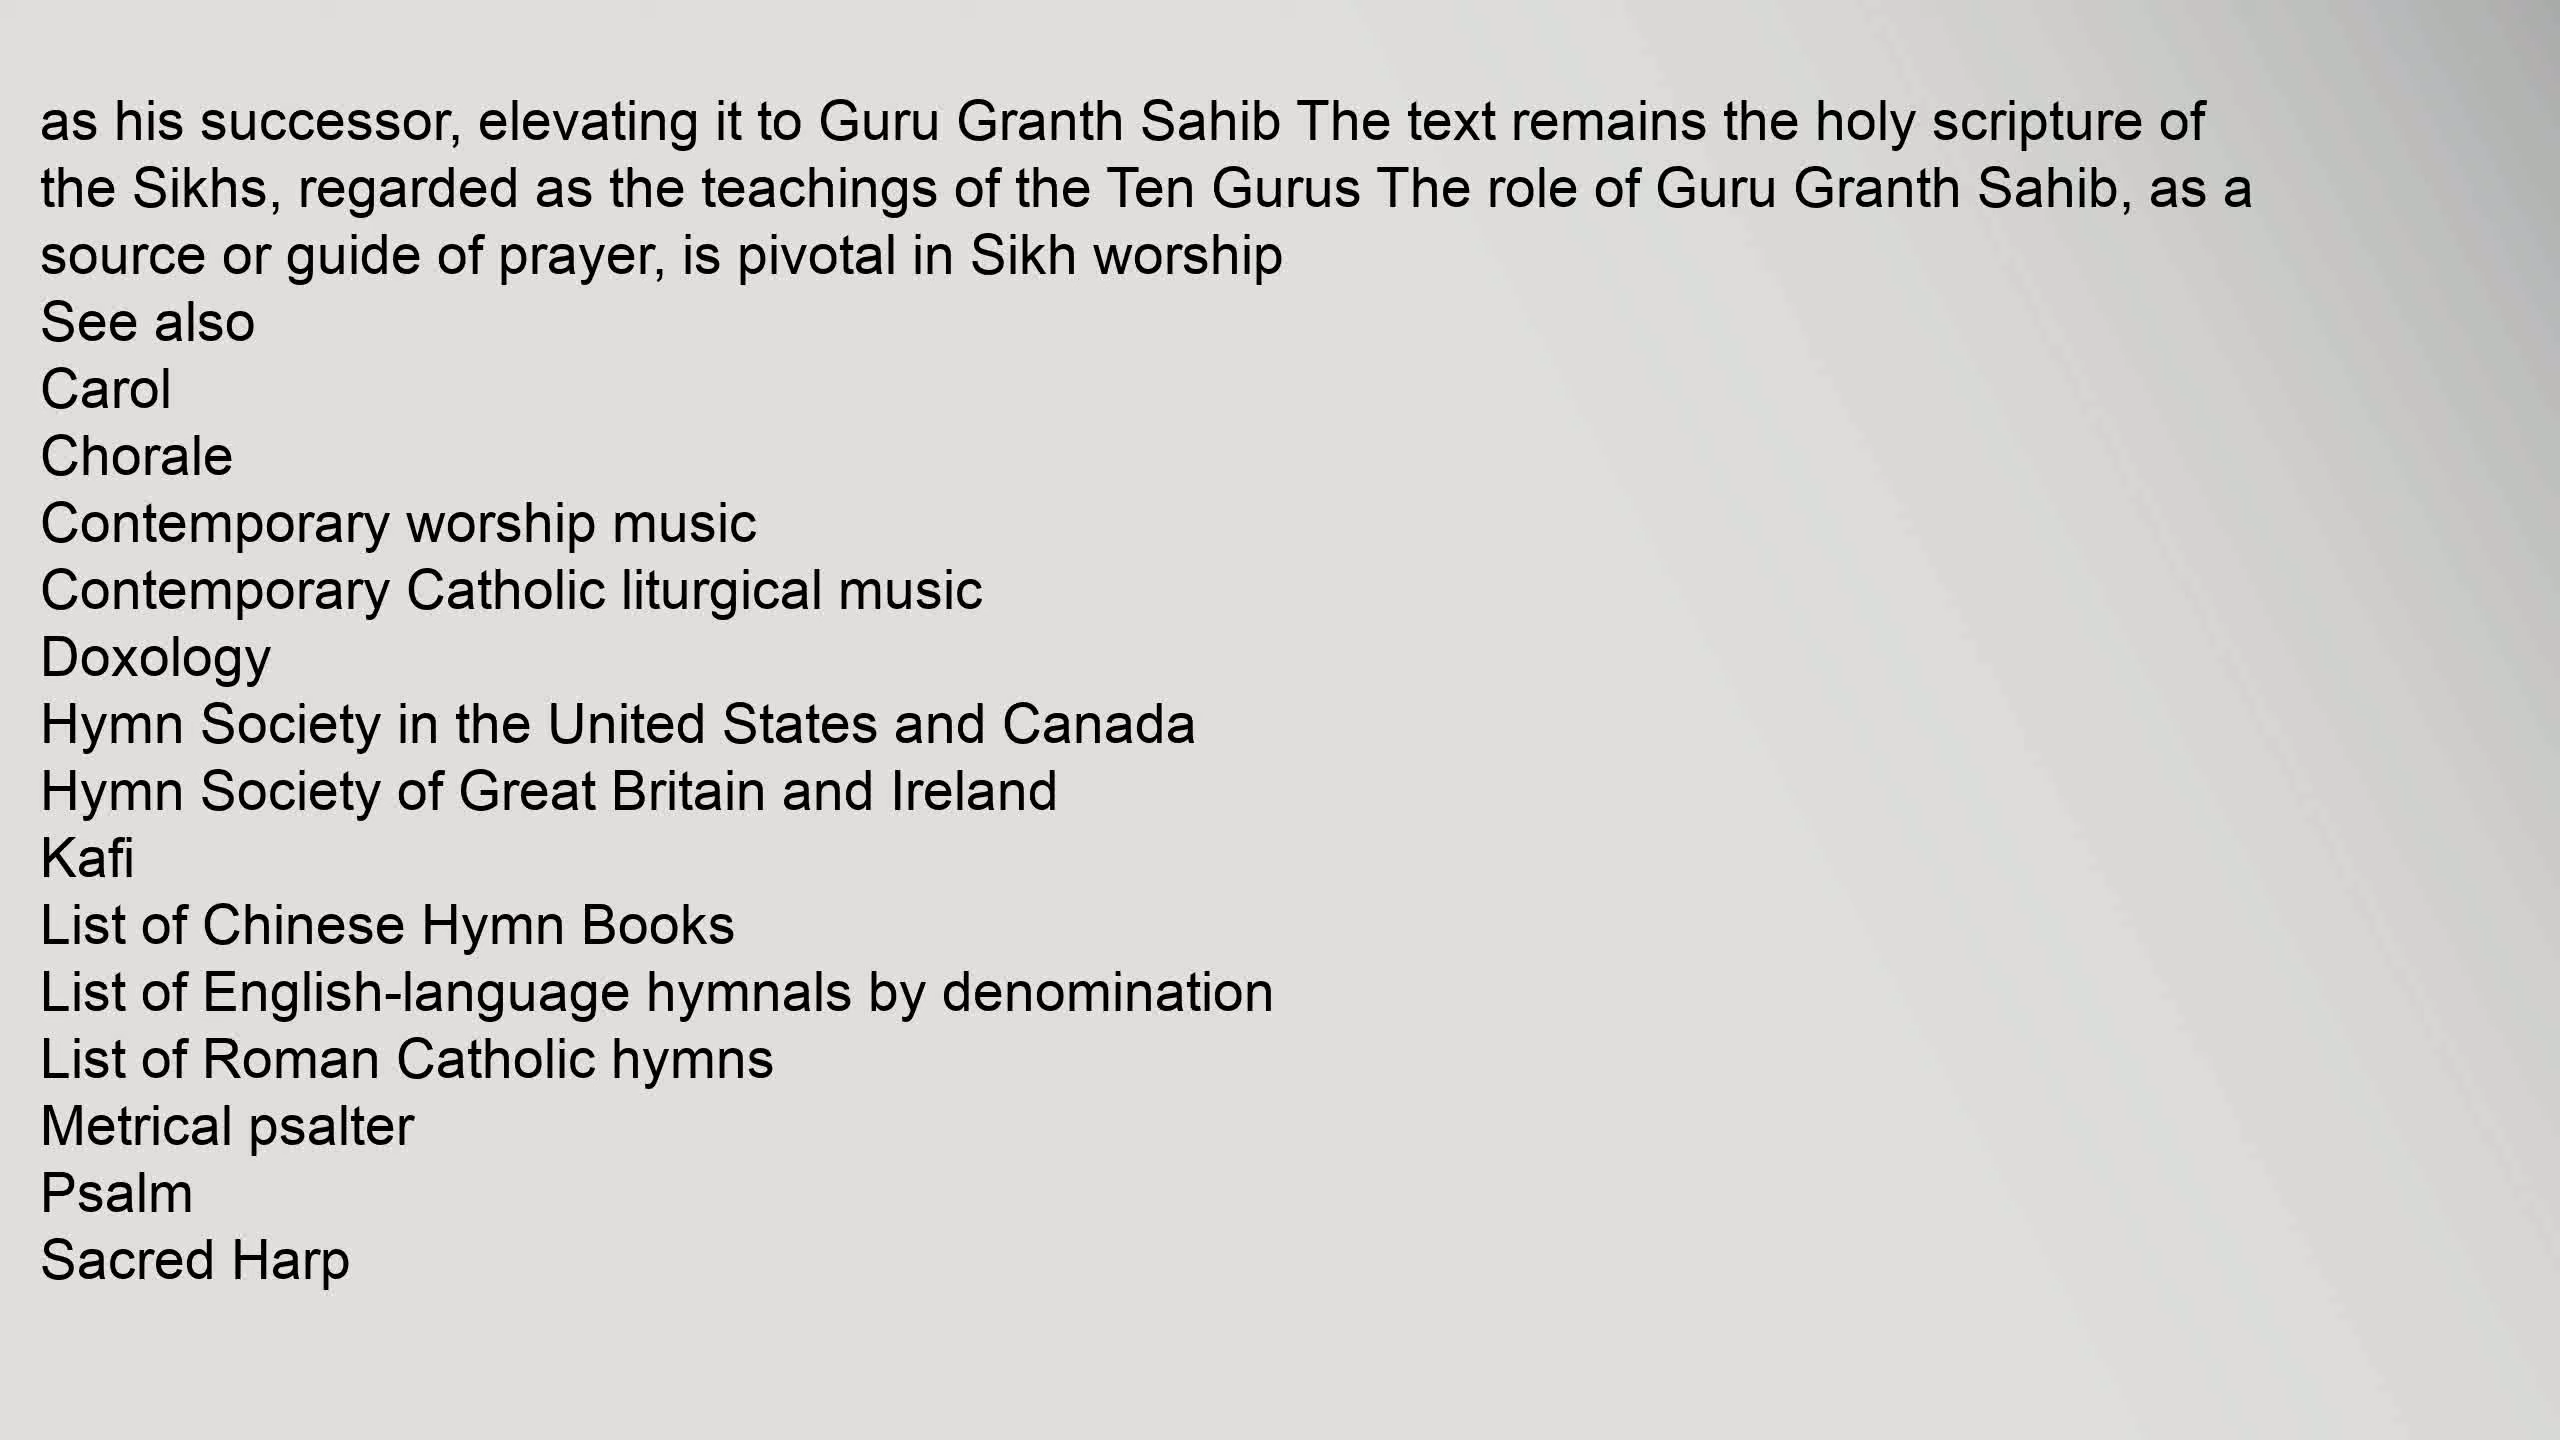 as his successor, elevating it to Guru Granth Sahib The text remains the holy scripture of
the Sikhs, regarded as the teachings of the Ten Gurus The role of Guru Granth Sahib, as a
source or guide of prayer, is pivotal in Sikh worship
See also
Carol
Chorale
Contemporary worship music
Contemporary Catholic liturgical music
Doxology
Hymn Society in the United States and Canada
Hymn Society of Great Britain and Ireland
Kafi
List of Chinese Hymn Books
List of English-language hymnals by denomination
List of Roman Catholic hymns
Metrical psalter
Psalm
Sacred Harp